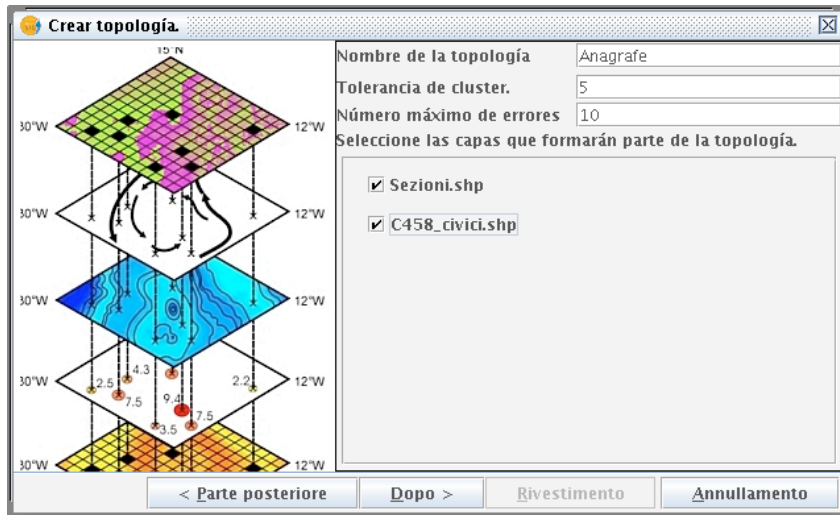 Crear topología.
15°N
Nombre de la topología
Anagrafe
Tolerancia de cluster.
5
Número máximo de errores
10
Seleccione las capas que formarán parte de la topología.
Sezioni.shp
C458_civici.shp
30°W
12°W
30°W
12°W
30°W
12°W
30°W
12°W
4.3
2.5
7.5
9.4
2.2
3.5
7.5
30°W
12°W
< Parte posteriore
Dopo >
Rivestimento
Annullamento